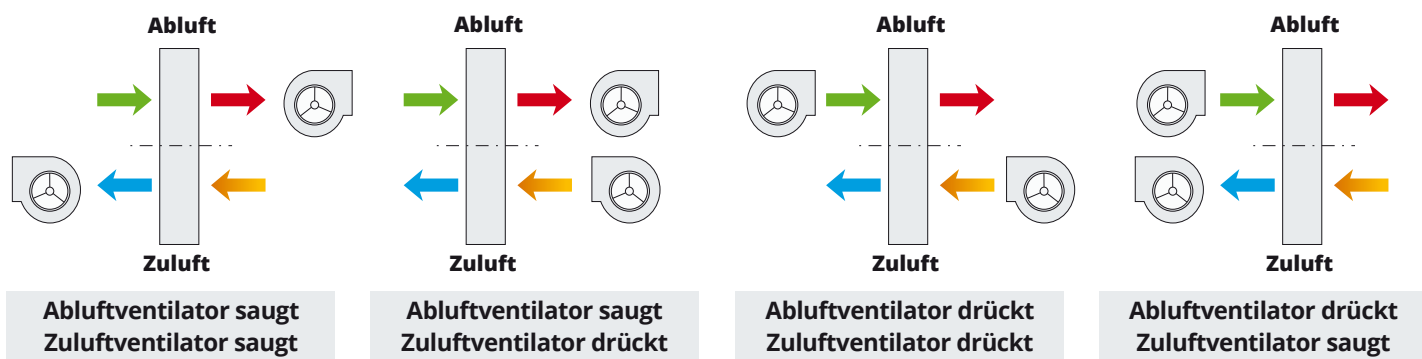 Abluft
Zuluft
Abluftventilator saugt
Zuluftventilator saugt
Abluft
Zuluft
Abluftventilator saugt
Zuluftventilator drückt
Abluft
Zuluft
Abluftventilator drückt
Zuluftventilator drückt
Abluft
Zuluft
Abluftventilator drückt
Zuluftventilator saugt